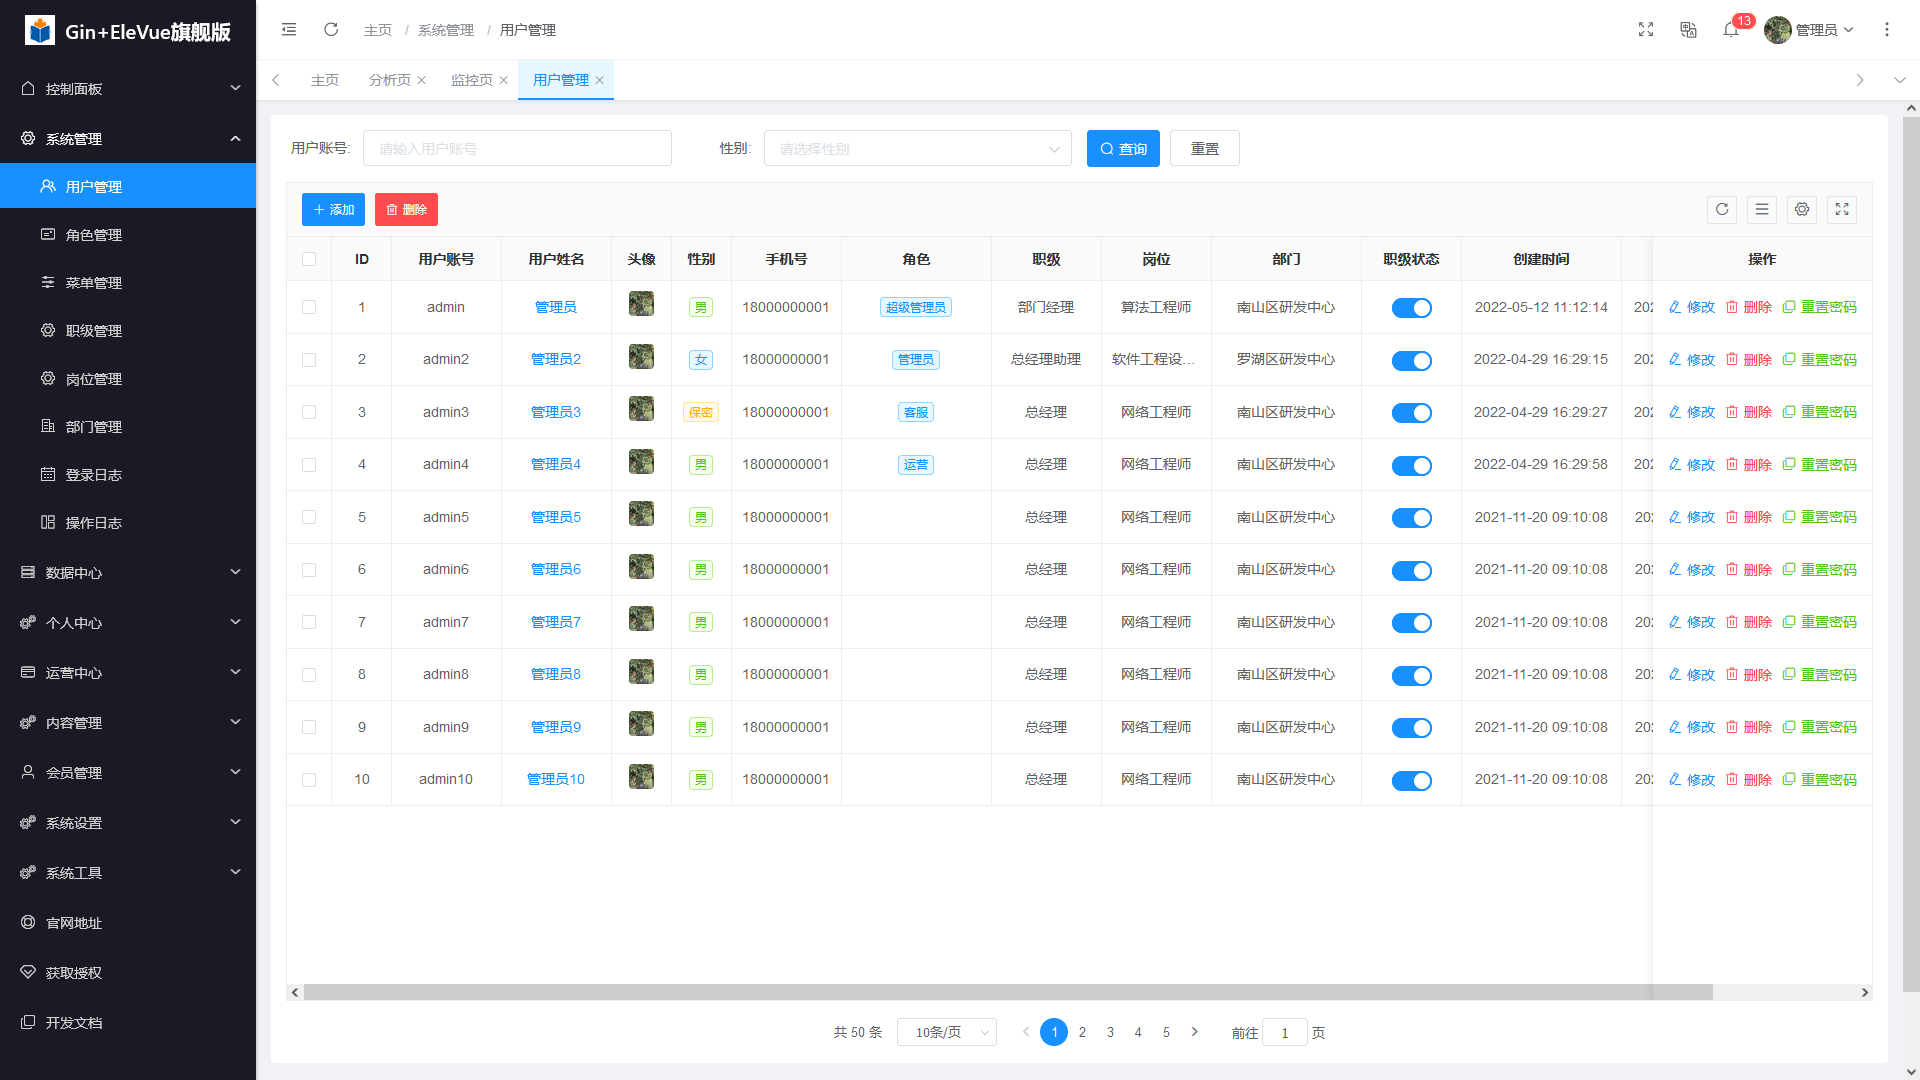 Gin+EleVue旗舰版
控制面板
系统管理
用户管理
角色管理
菜单管理
职级管理
岗位管理
部门管理
登录日志
操作日志
数据中心
个人中心
运营中心
内容管理
会员管理
系统设置
系统工具
官网地址
获取授权
开发文档
主页 / 系统管理 / 用户管理
13
管理员
主页 分析页 监控页 用户管理
用户账号: 请输入用户账号 性别: 请选择性别 查询 重置
添加 删除
ID 用户账号 用户姓名 头像 性别 手机号 角色 职级 岗位 部门 职级状态 创建时间 操作
1 admin 管理员 男 18000000001 超级管理员 部门经理 算法工程师 南山区研发中心 2022-05-12 11:12:14 202 修改 删除 重置密码
2 admin2 管理员2 女 18000000001 管理员 总经理助理 软件工程设... 罗湖区研发中心 2022-04-29 16:29:15 202 修改 删除 重置密码
3 admin3 管理员3 保密 18000000001 客服 总经理 网络工程师 南山区研发中心 2022-04-29 16:29:27 202 修改 删除 重置密码
4 admin4 管理员4 男 18000000001 运营 总经理 网络工程师 南山区研发中心 2022-04-29 16:29:58 202 修改 删除 重置密码
5 admin5 管理员5 男 18000000001 总经理 网络工程师 南山区研发中心 2021-11-20 09:10:08 202 修改 删除 重置密码
6 admin6 管理员6 男 18000000001 总经理 网络工程师 南山区研发中心 2021-11-20 09:10:08 202 修改 删除 重置密码
7 admin7 管理员7 男 18000000001 总经理 网络工程师 南山区研发中心 2021-11-20 09:10:08 202 修改 删除 重置密码
8 admin8 管理员8 男 18000000001 总经理 网络工程师 南山区研发中心 2021-11-20 09:10:08 202 修改 删除 重置密码
9 admin9 管理员9 男 18000000001 总经理 网络工程师 南山区研发中心 2021-11-20 09:10:08 202 修改 删除 重置密码
10 admin10 管理员10 男 18000000001 总经理 网络工程师 南山区研发中心 2021-11-20 09:10:08 202 修改 删除 重置密码
共 50 条 10条/页 1 2 3 4 5 前往 1 页